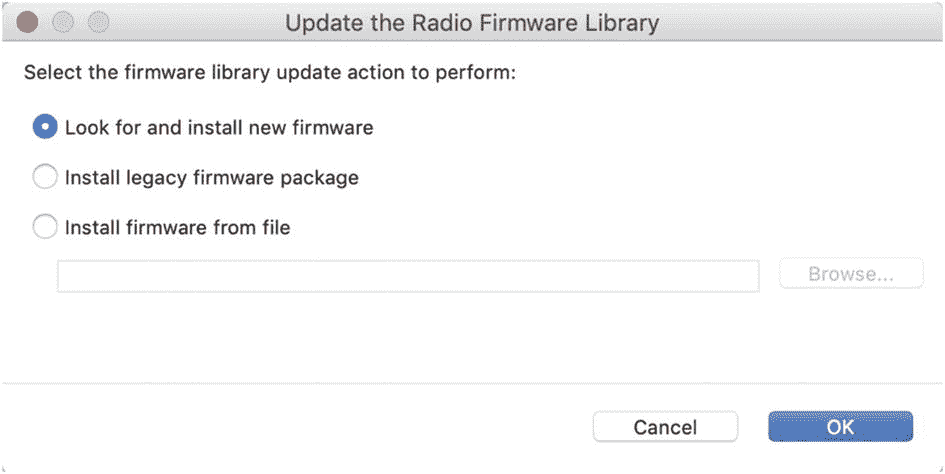 Update the Radio Firmware Library
Select the firmware library update action to perform:
Look for and install new firmware
Install legacy firmware package
Install firmware from file
Browse...
Cancel
OK